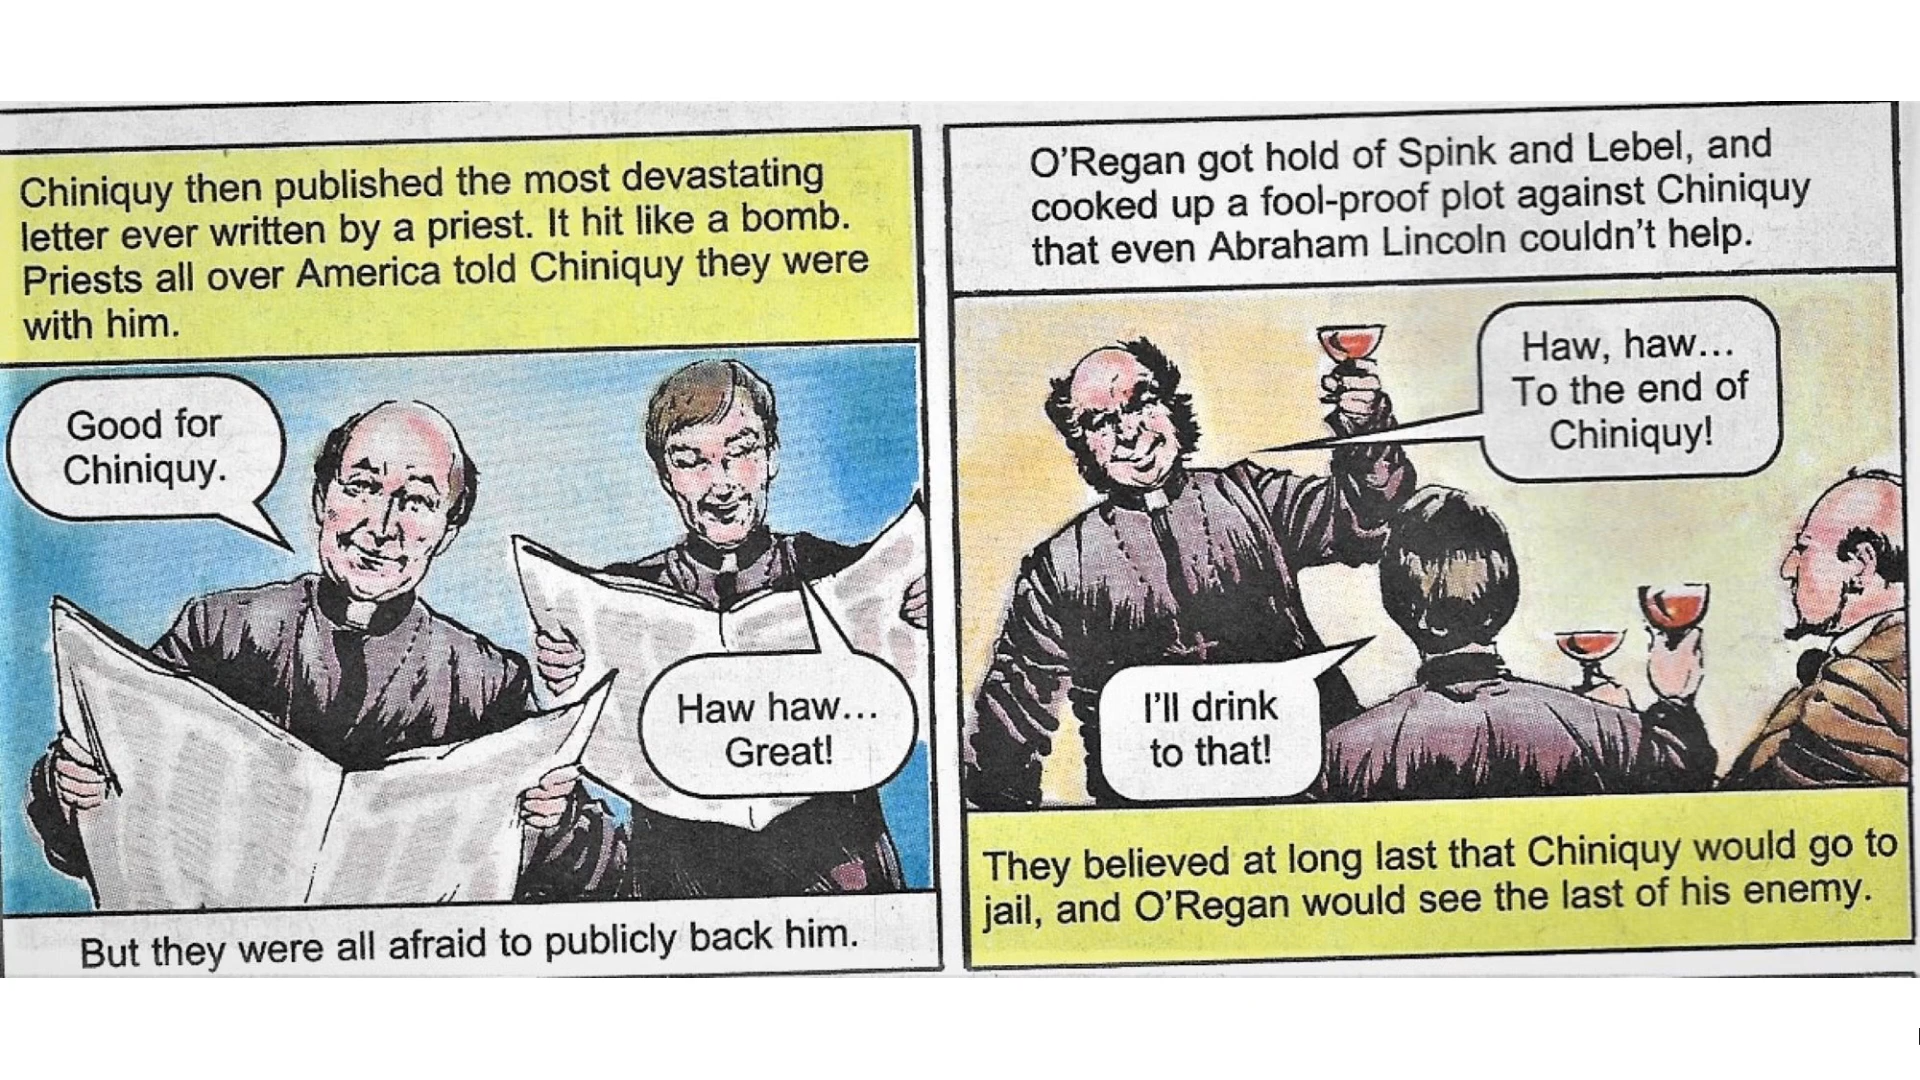 Chiniquy then published the most devastating
letter ever written by a priest. It hit like a bomb.
Priests all over America told Chiniquy they were
with him.
Good for
Chiniquy.
Haw haw...
Great!
But they were all afraid to publicly back him.
O'Regan got hold of Spink and Lebel, and
cooked up a fool-proof plot against Chiniquy
that even Abraham Lincoln couldn't help.
Haw, haw...
To the end of
Chiniquy!
I'll drink
to that!
They believed at long last that Chiniquy would go to
jail, and O'Regan would see the last of his enemy.